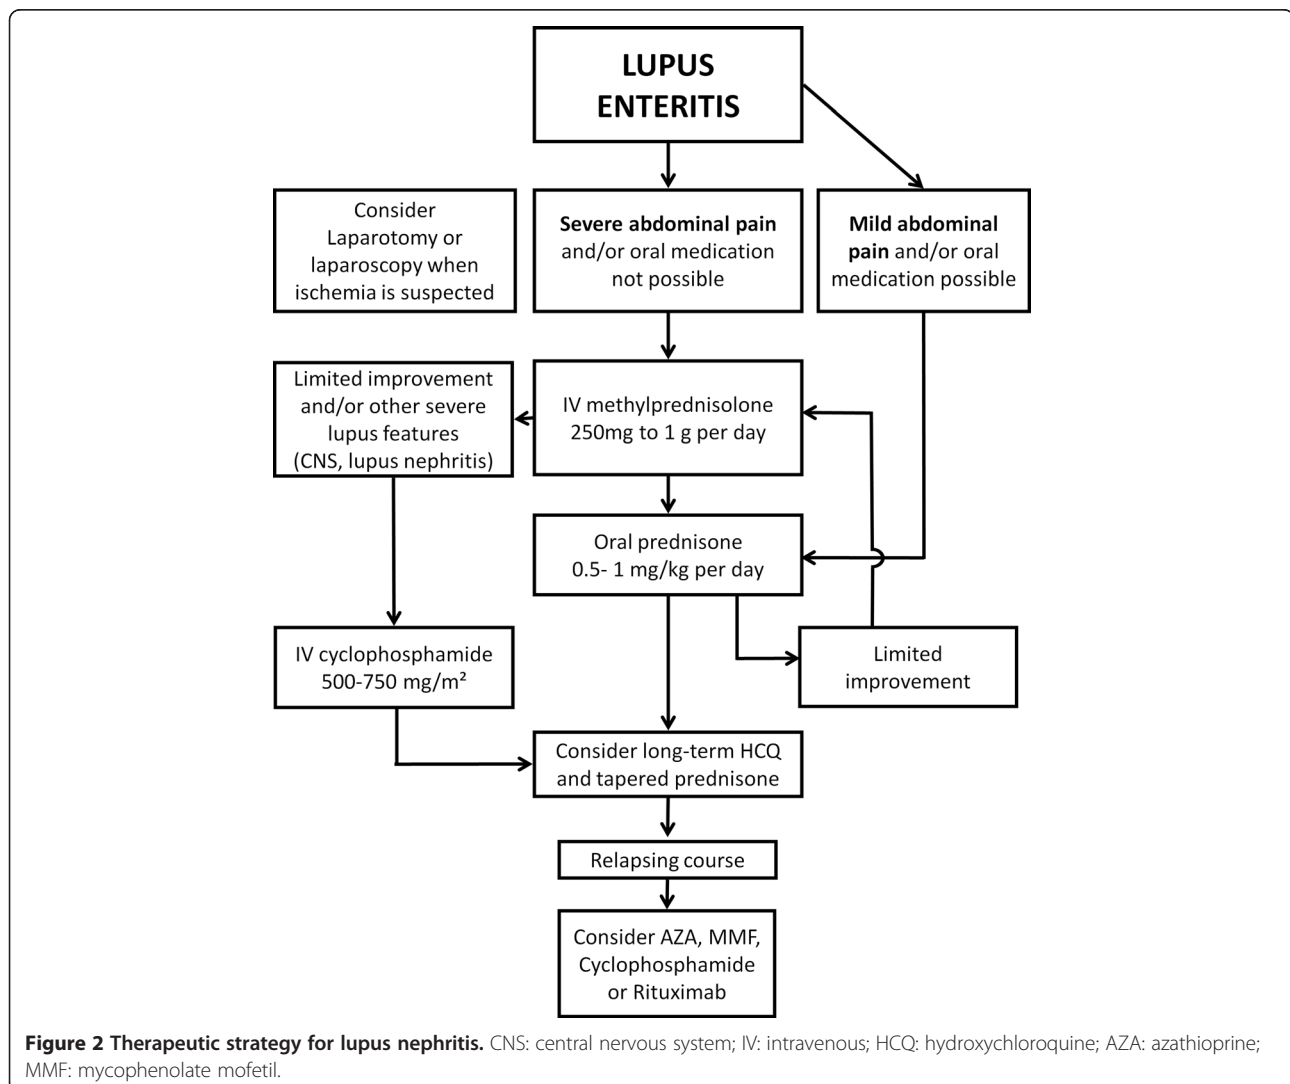 LUPUS
ENTERITIS
Consider
Laparotomy or
laparoscopy when
ischemia is suspected
Severe abdominal pain
and/or oral medication
not possible
Mild abdominal
pain and/or oral
medication possible
Limited improvement
and/or other severe
lupus features
(CNS, lupus nephritis)
IV methylprednisolone
250mg to 1 g per day
Oral prednisone
0.5- 1 mg/kg per day
IV cyclophosphamide
500-750 mg/m²
Limited
improvement
Consider long-term HCQ
and tapered prednisone
Relapsing course
Consider AZA, MMF,
Cyclophosphamide
or Rituximab
Figure 2 Therapeutic strategy for lupus nephritis. CNS: central nervous system; IV: intravenous; HCQ: hydroxychloroquine; AZA: azathioprine;
MMF: mycophenolate mofetil.